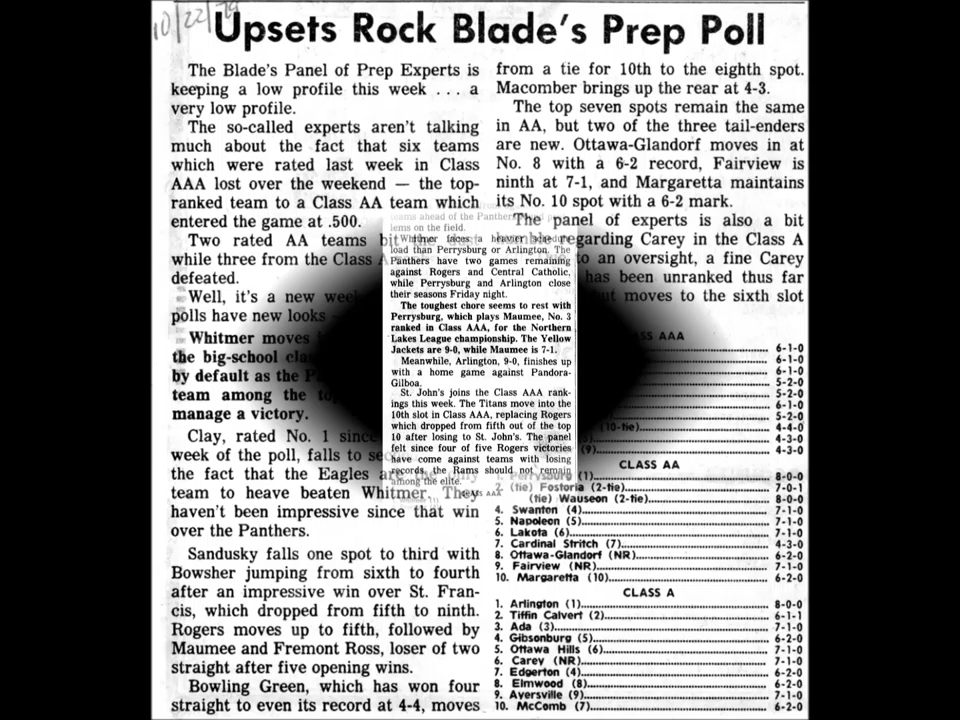 10/22/79
Upsets Rock Blade's Prep Poll
The Blade's Panel of Prep Experts is
keeping a low profile this week . . . a
very low profile.
The so-called experts aren't talking
much about the fact that six teams
which were rated last week in Class
AAA lost over the weekend — the top-
ranked team to a Class AA team which
entered the game at .500.
Two rated AA teams bit
while three from the Class
defeated.
Well, it's a new
polls have new looks
Whitmer moves
the big-school
by default as the
team among the
manage a victory.
Clay, rated No. 1 since
week of the poll, falls to
the fact that the Eagles
team to heave beaten Whitmer. They
haven't been impressive since that win
over the Panthers.
Sandusky falls one spot to third with
Bowsher jumping from sixth to fourth
after an impressive win over St. Fran-
cis, which dropped from fifth to ninth.
Rogers moves up to fifth, followed by
Maumee and Fremont Ross, loser of two
straight after five opening wins.
Bowling Green, which has won four
straight to even its record at 4-4, moves
from a tie for 10th to the eighth spot.
Macomber brings up the rear at 4-3.
The top seven spots remain the same
in AA, but two of the three tail-enders
are new. Ottawa-Glandorf moves in at
No. 8 with a 6-2 record, Fairview is
ninth at 7-1, and Margaretta maintains
its No. 10 spot with a 6-2 mark.
The panel of experts is also a bit
regarding Carey in the Class A
to an oversight, a fine Carey
has been unranked thus far
but moves to the sixth slot
teams ahead of the Panthers
lems on the field.
Whitmer faces a heavier
load than Perrysburg or Arlington. The
Panthers have two games remaining
against Rogers and Central Catholic,
while Perrysburg and Arlington close
their seasons Friday night.
The toughest chore seems to rest with
Perrysburg, which plays Maumee, No. 3
ranked in Class AAA, for the Northern
Lakes League championship. The Yellow
Jackets are 9-0, while Maumee is 7-1.
Meanwhile, Arlington, 9-0, finishes up
with a home game against Pandora-
Gilboa.
St. John's joins the Class AAA rank-
ings this week. The Titans move into the
10th slot in Class AAA, replacing Rogers
which dropped from fifth out of the top
10 after losing to St. John's. The panel
felt since four of five Rogers victories
have come against teams with losing
records, the Rams should not remain
among the elite.
CLASS AAA
AAA
6-1-0
6-1-0
6-1-0
5-2-0
5-2-0
6-1-0
5-2-0
(10-tie) 4-4-0
4-3-0
(9) 4-3-0
CLASS AA
1. Perrysburg (1) 8-0-0
2. (tie) Fostoria (2-tie) 7-0-1
(tie) Wauseon (2-tie) 8-0-0
4. Swanton (4) 7-1-0
5. Napoleon (5) 7-1-0
6. Lakota (6) 7-1-0
7. Cardinal Stritch (7) 4-3-0
8. Ottawa-Glandorf (NR) 6-2-0
9. Fairview (NR) 7-1-0
10. Margaretta (10) 6-2-0
CLASS A
1. Arlington (1) 8-0-0
2. Tiffin Calvert (2) 6-1-1
3. Ada (3) 7-1-0
4. Gibsonburg (5) 6-2-0
5. Ottawa Hills (6) 7-1-0
6. Carey (NR) 7-1-0
7. Edgerton (4) 6-2-0
8. Elmwood (8) 6-2-0
9. Ayersville (9) 7-1-0
10. McComb (7) 6-2-0